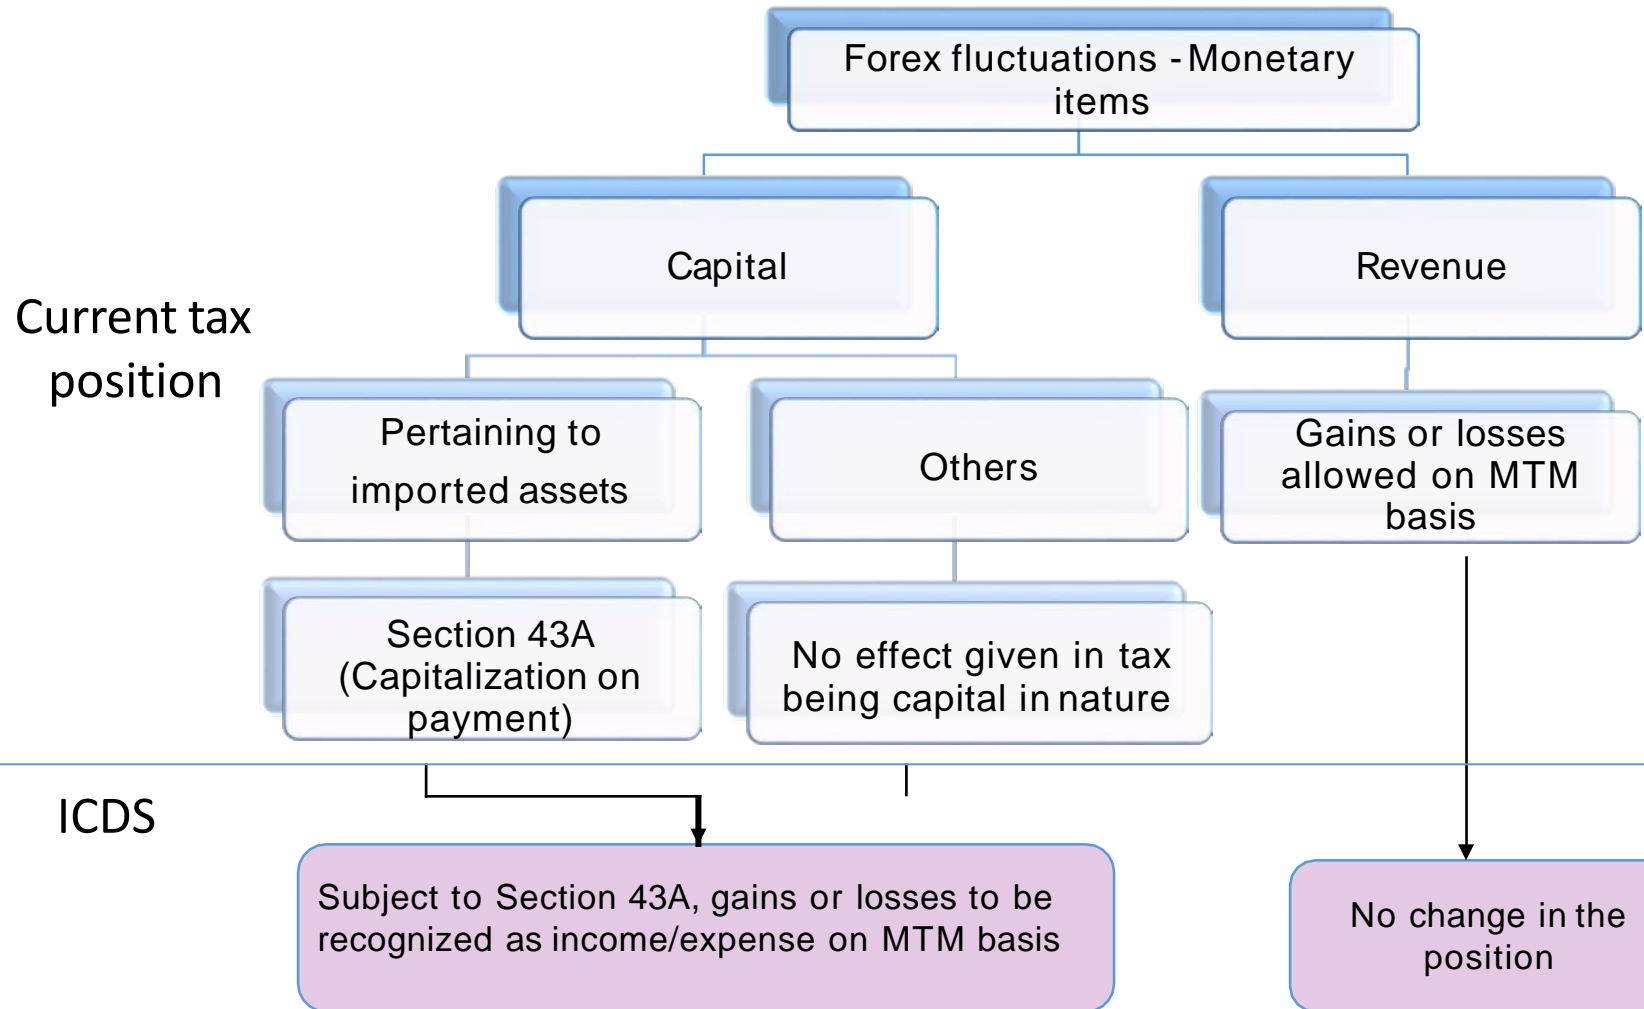 Forex fluctuations - Monetary
items
Capital
Revenue
Current tax
position
Pertaining to
imported assets
Others
Gains or losses
allowed on MTM
basis
Section 43A
(Capitalization on
payment)
No effect given in tax
being capital in nature
ICDS
Subject to Section 43A, gains or losses to be
recognized as income/expense on MTM basis
No change in the
position